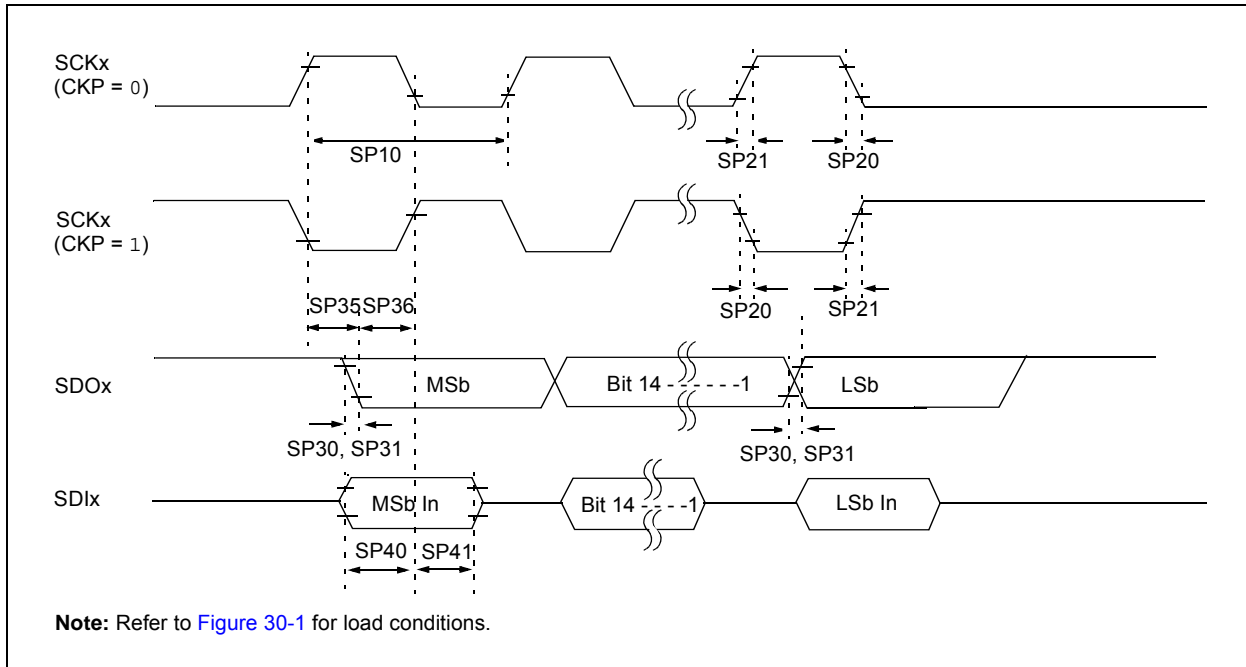 SCKx
(CKP = 0)
SP10
SP21
SP20
SCKx
(CKP = 1)
SP35
SP36
SP20
SP21
SDOx
MSb
Bit 14 - - - - - -1
LSb
SP30, SP31
SP30, SP31
SDIx
MSb In
Bit 14 - - - -1
LSb In
SP40
SP41
Note: Refer to Figure 30-1 for load conditions.